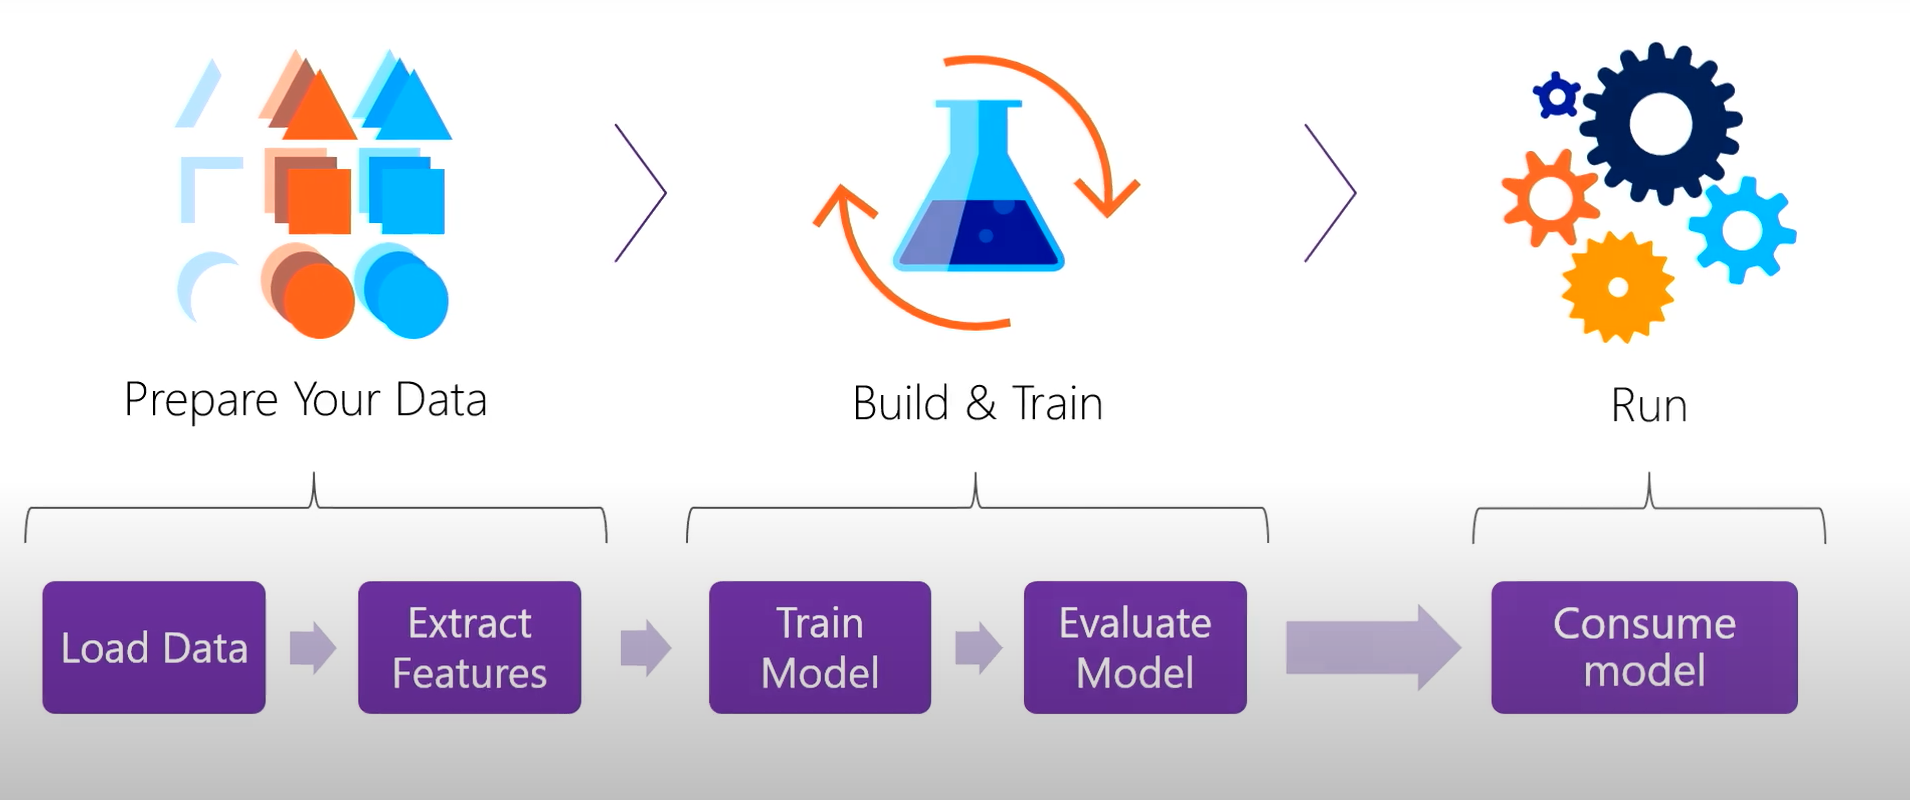 Prepare Your Data
Build & Train
Run
Load Data
Extract
Features
Train
Model
Evaluate
Model
Consume
model